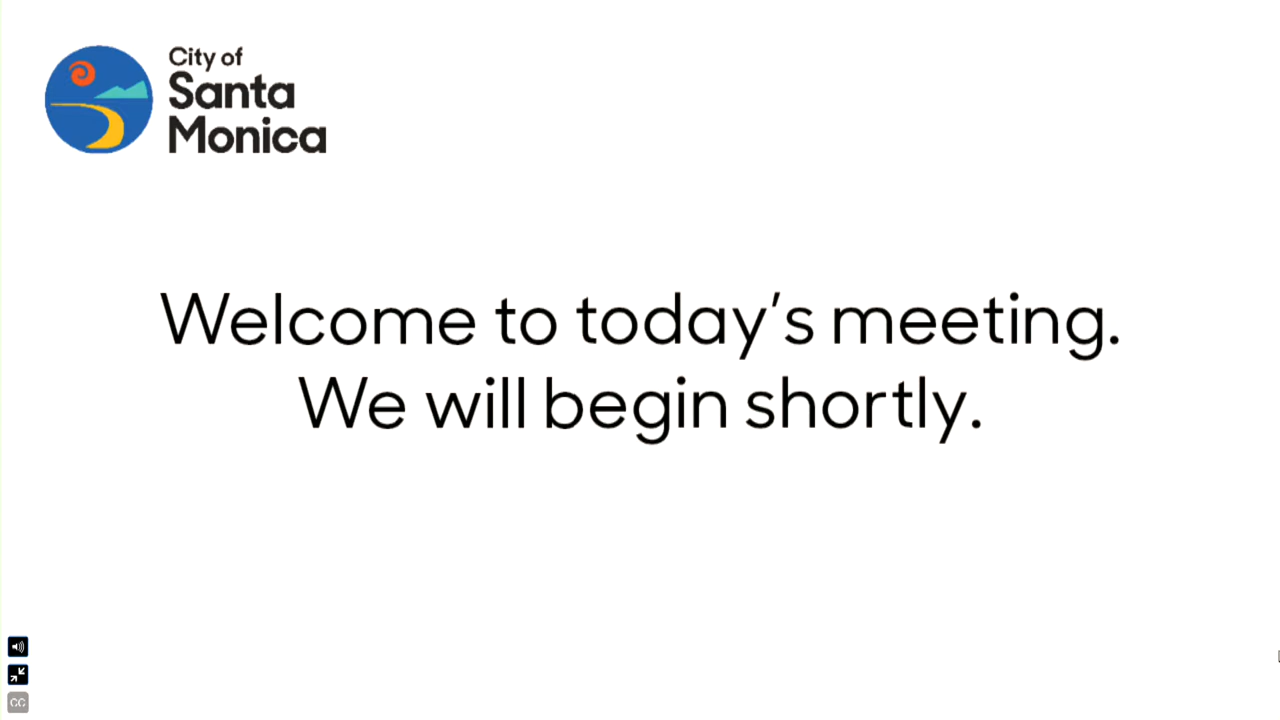 City of
Santa
Monica
Welcome to today's meeting.
We will begin shortly.
CC